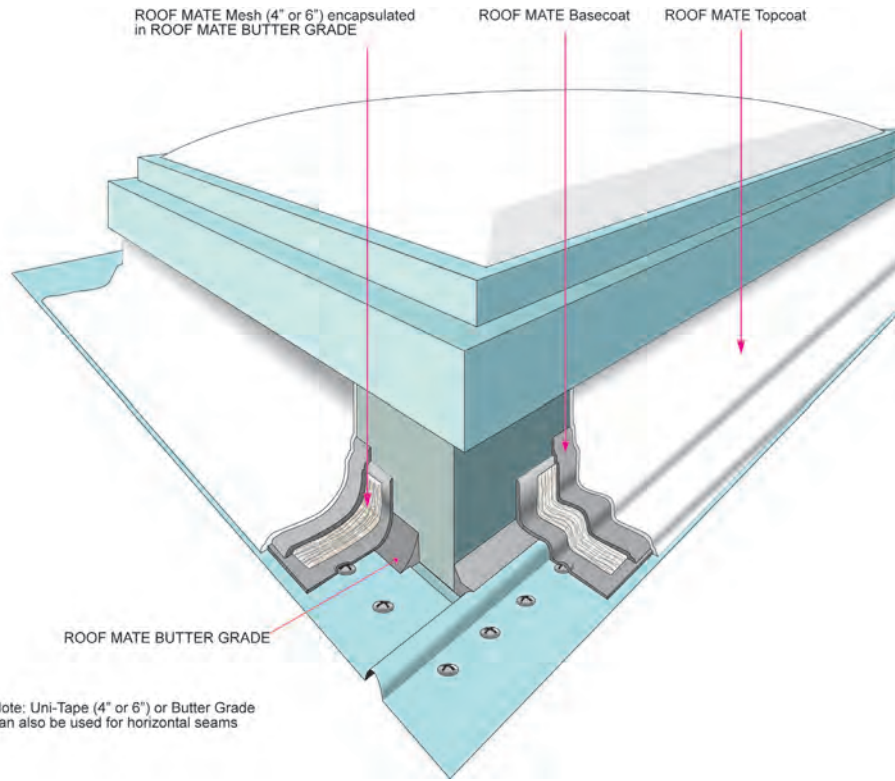 ROOF MATE Mesh (4” or 6”) encapsulated
in ROOF MATE BUTTER GRADE
ROOF MATE Basecoat
ROOF MATE Topcoat
ROOF MATE BUTTER GRADE
lote: Uni-Tape (4” or 6”) or Butter Grade
an also be used for horizontal seams